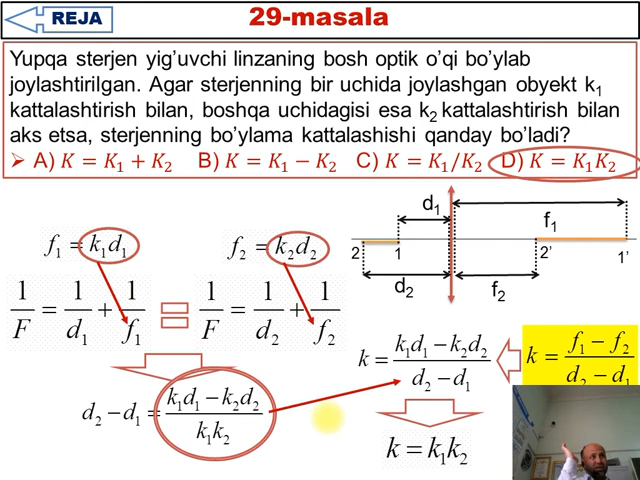 REJA
29-masala
Yupqa sterjen yig’uvchi linzaning bosh optik o’qi bo’ylab
joylashtirilgan. Agar sterjenning bir uchida joylashgan obyekt k₁
kattalashtirish bilan, boshqa uchidagisi esa k₂ kattalashtirish bilan
aks etsa, sterjenning bo’ylama kattalashishi qanday bo’ladi?
➢ A) K = K₁ + K₂ B) K = K₁ − K₂ C) K = K₁/K₂ D) K = K₁K₂
d₁
f₁
2 1 2’ 1’
d₂ f₂
f₁ = k₁d₁ f₂ = k₂d₂
1/F = 1/d₁ + 1/f₁ = 1/F = 1/d₂ + 1/f₂
k = (k₁d₁ − k₂d₂)/(d₂ − d₁) k = (f₁ − f₂)/(d₂ − d₁)
d₂ − d₁ = (k₁d₁ − k₂d₂)/(k₁k₂)
k = k₁k₂